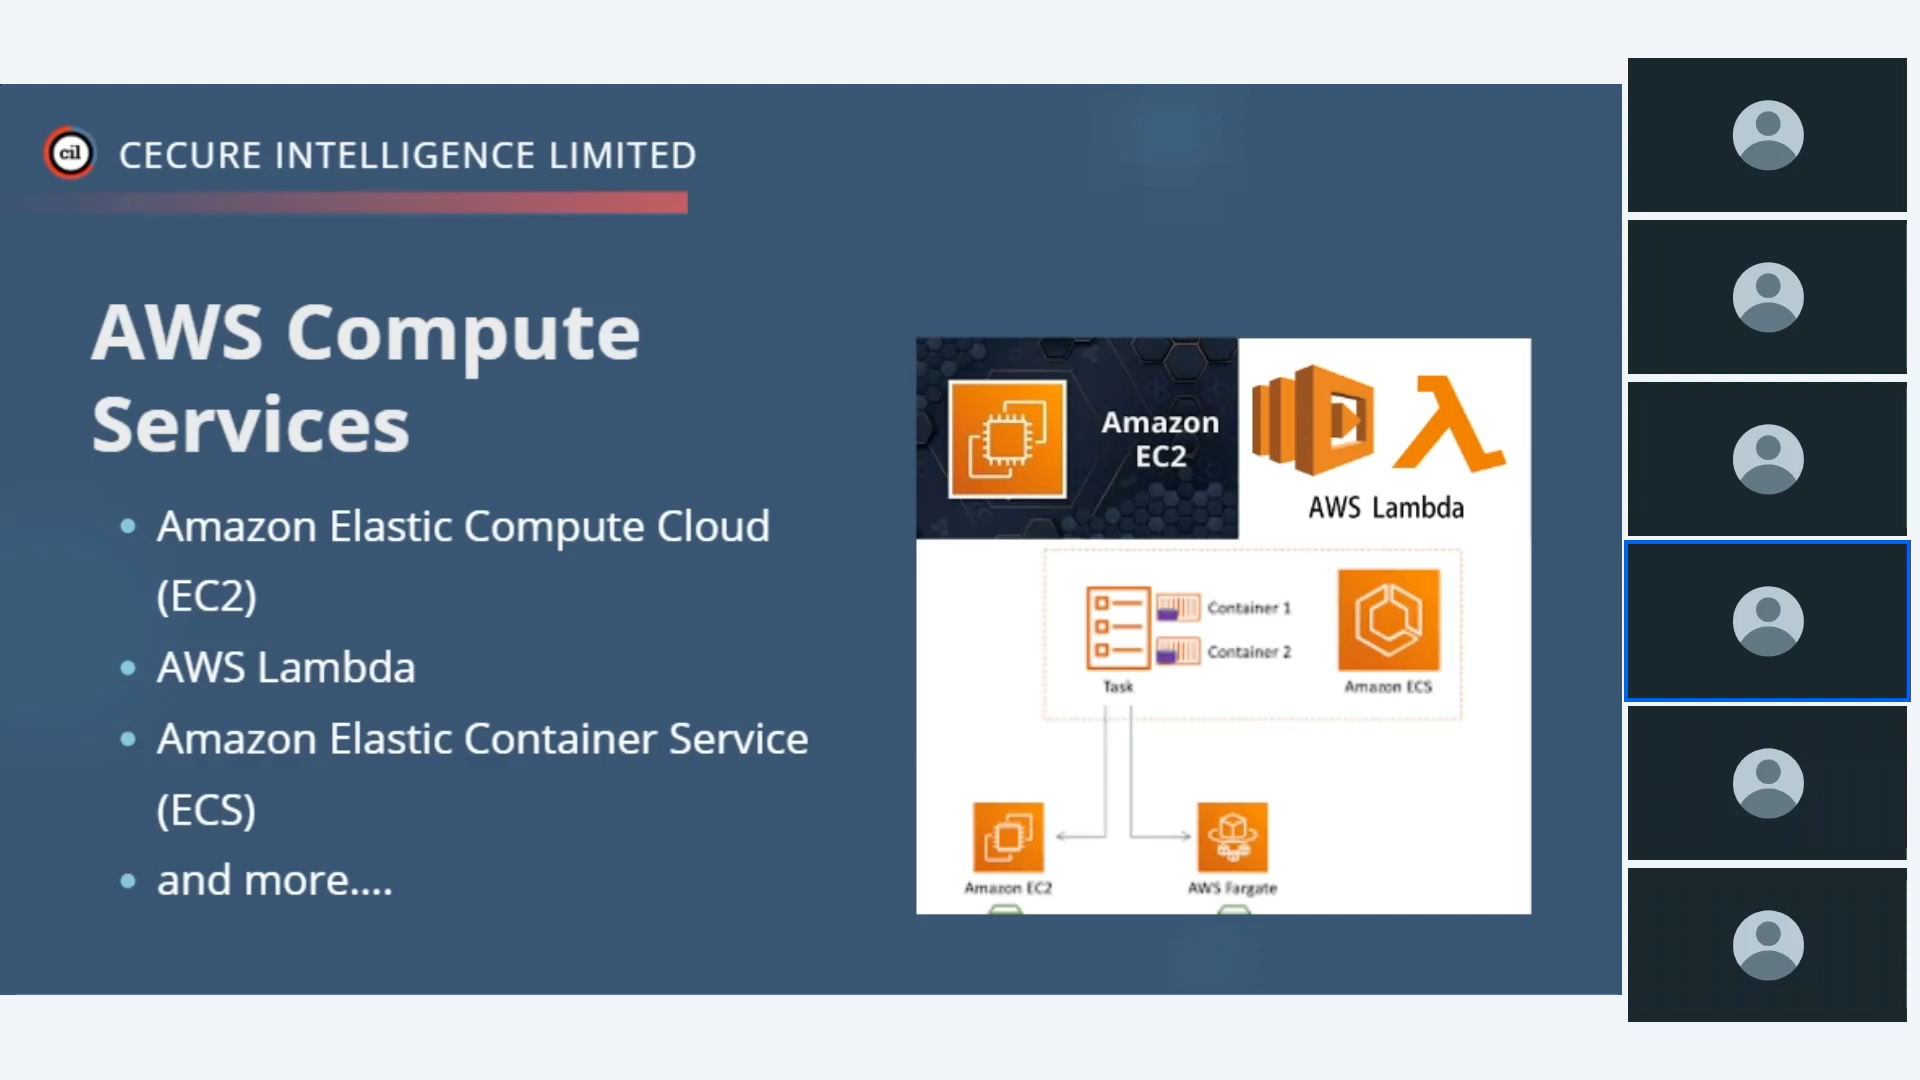 cil
CECURE INTELLIGENCE LIMITED
AWS Compute
Services
Amazon Elastic Compute Cloud
(EC2)
AWS Lambda
Amazon Elastic Container Service
(ECS)
and more....
Amazon
EC2
AWS Lambda
Container 1
Container 2
Task
Amazon ECS
Amazon EC2
AWS Fargate